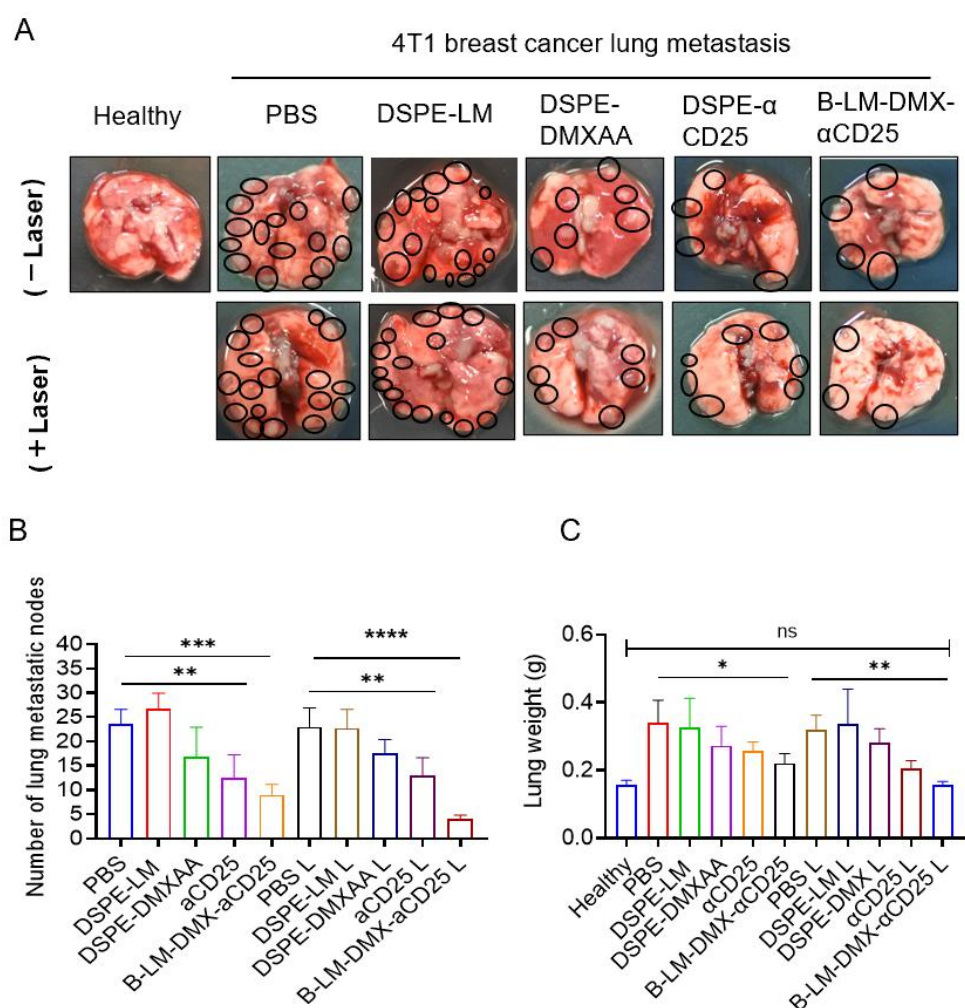 A
4T1 breast cancer lung metastasis
Healthy
PBS
DSPE-LM
DSPE-
DMXAA
DSPE-α
CD25
B-LM-DMX-
αCD25
(− Laser)
(+ Laser)
B
Number of lung metastatic nodes
40
35
30
25
20
15
10
5
0
***
**
****
**
PBS
DSPE-LM
DSPE-DMXAA
aCD25
B-LM-DMX-aCD25
PBS L
DSPE-LM L
DSPE-DMXAA L
aCD25 L
B-LM-DMX-aCD25 L
C
Lung weight (g)
0.6
0.4
0.2
0.0
ns
*
**
Healthy
PBS
DSPE-LM
DSPE-DMXAA
αCD25
B-LM-DMX-αCD25
PBS L
DSPE-LM L
DSPE-DMX L
αCD25 L
B-LM-DMX-αCD25 L